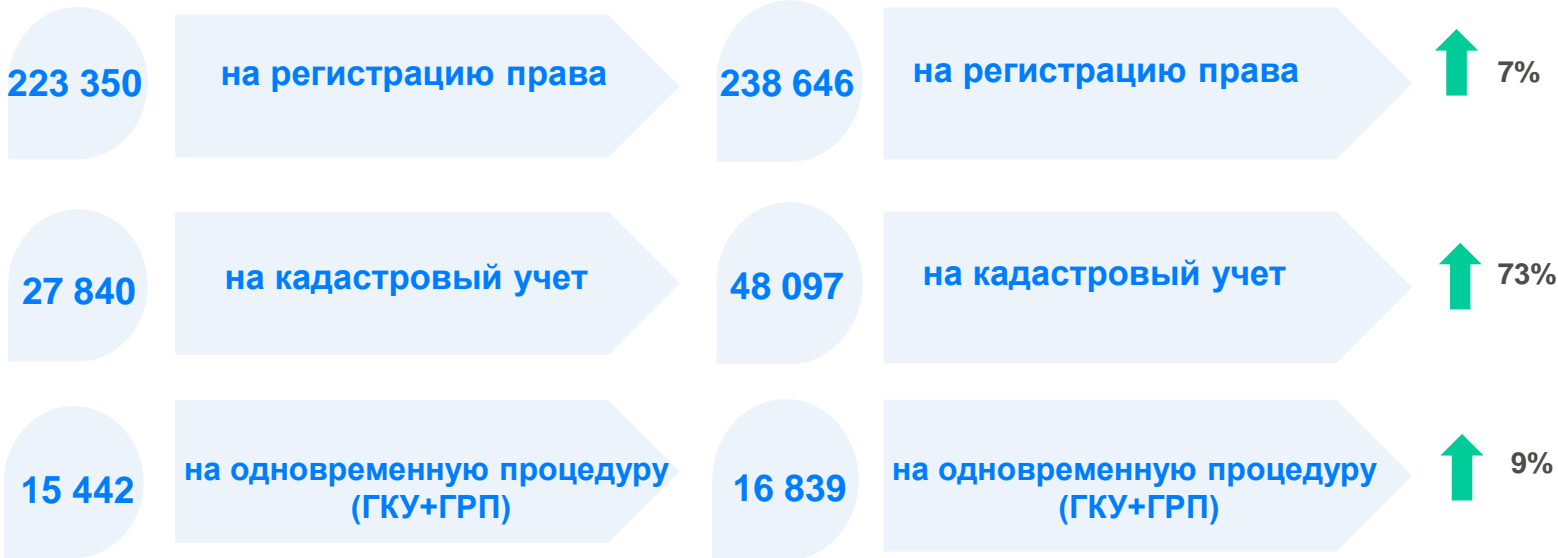 223 350
на регистрацию права
238 646
на регистрацию права
7%
27 840
на кадастровый учет
48 097
на кадастровый учет
73%
15 442
на одновременную процедуру
(ГКУ+ГРП)
16 839
на одновременную процедуру
(ГКУ+ГРП)
9%